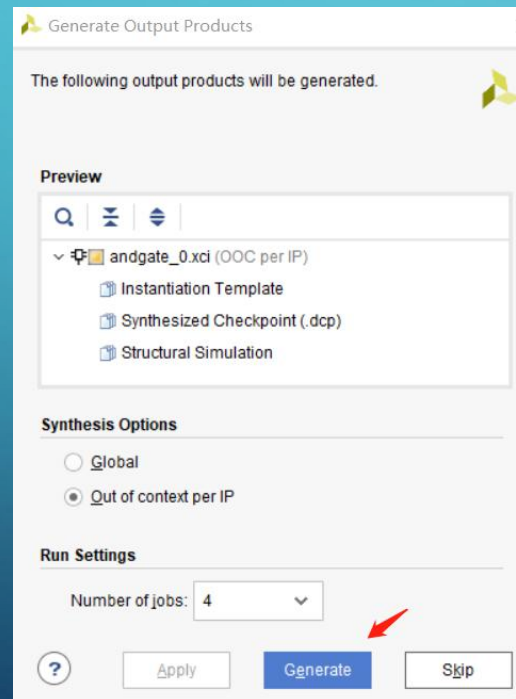 Generate Output Products
The following output products will be generated.
Preview
andgate_0.xci (OOC per IP)
Instantiation Template
Synthesized Checkpoint (.dcp)
Structural Simulation
Synthesis Options
Global
Out of context per IP
Run Settings
Number of jobs: 4
? Apply Generate Skip